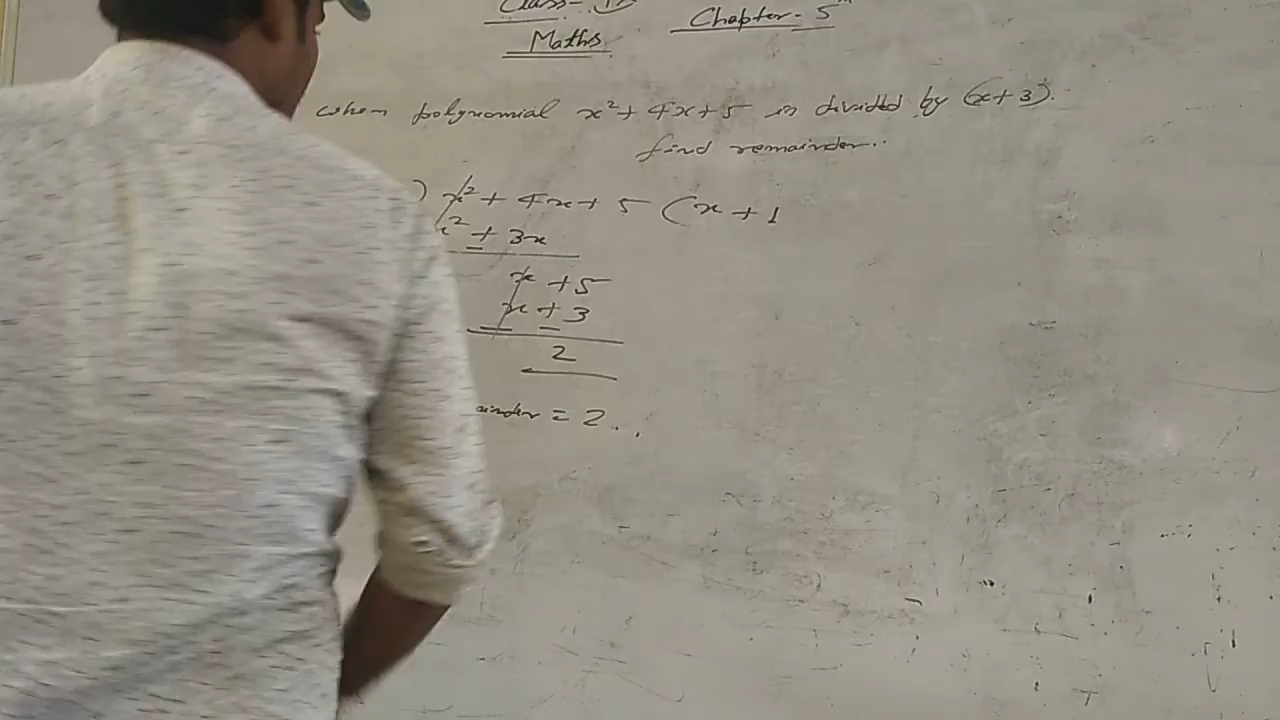 Class-
Chapter-5th
Maths
when polynomial x²+ 4x+5 is divided by (x+3).
find remainder..
) x²+ 4x+ 5 (x+1
x² + 3x
x +5
x + 3
2
ainder = 2..